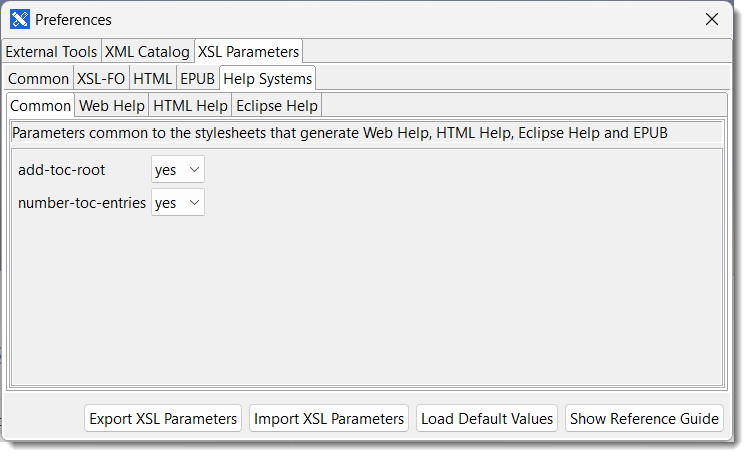 Preferences
External Tools XML Catalog XSL Parameters
Common XSL-FO HTML EPUB Help Systems
Common Web Help HTML Help Eclipse Help
Parameters common to the stylesheets that generate Web Help, HTML Help, Eclipse Help and EPUB
add-toc-root yes
number-toc-entries yes
Export XSL Parameters Import XSL Parameters Load Default Values Show Reference Guide